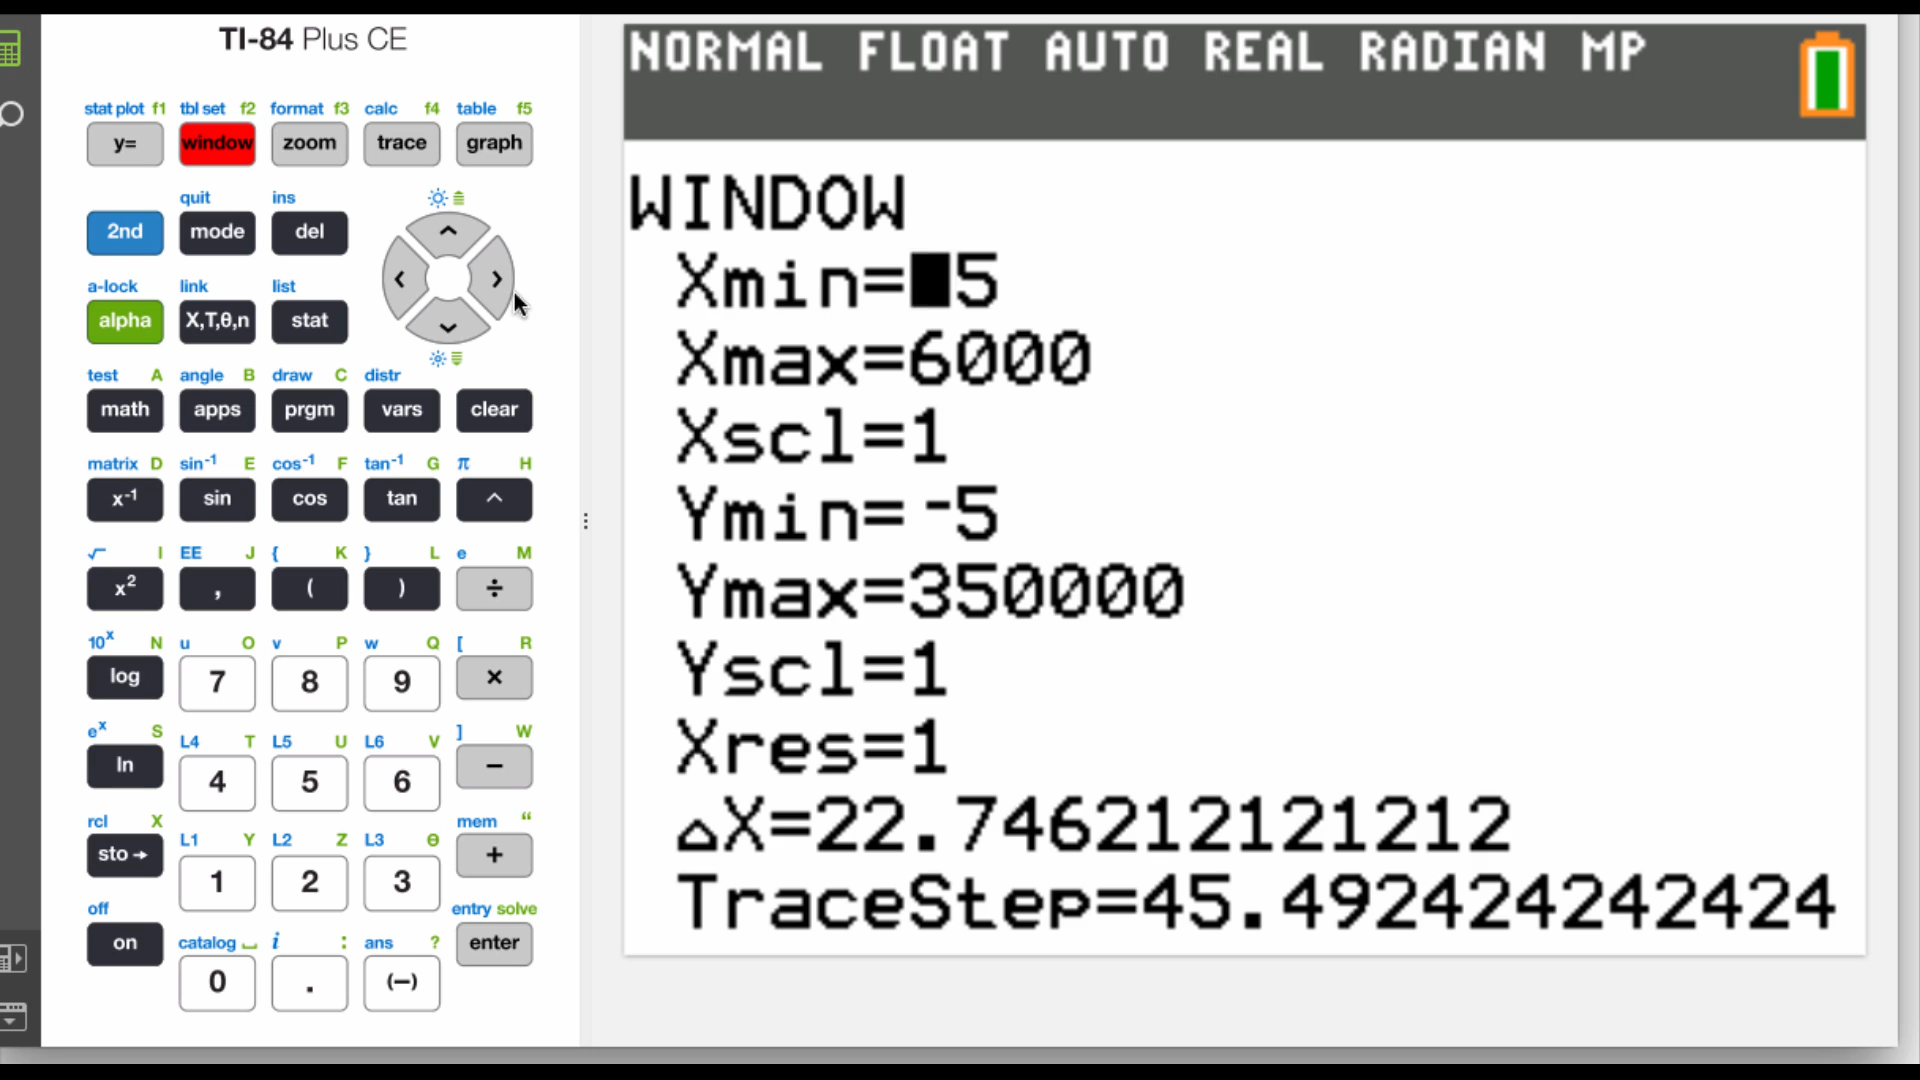 TI-84 Plus CE
stat plot f1 tbl set f2 format f3 calc f4 table f5
y= window zoom trace graph
quit ins
2nd mode del
a-lock link list
alpha X,T,θ,n stat
test A angle B draw C distr
math apps prgm vars clear
matrix D sin⁻¹ E cos⁻¹ F tan⁻¹ G π H
x⁻¹ sin cos tan ^
√ I EE J { K } L e M
x² , ( ) ÷
10ˣ N u O v P w Q [ R
log 7 8 9 ×
eˣ S L4 T L5 U L6 V ] W
ln 4 5 6 −
rcl X L1 Y L2 Z L3 θ mem “
sto→ 1 2 3 +
off catalog i : ans ? entry solve
on 0 . (−) enter
NORMAL FLOAT AUTO REAL RADIAN MP
WINDOW
Xmin=5
Xmax=6000
Xscl=1
Ymin=-5
Ymax=350000
Yscl=1
Xres=1
△X=22.746212121212
TraceStep=45.492424242424